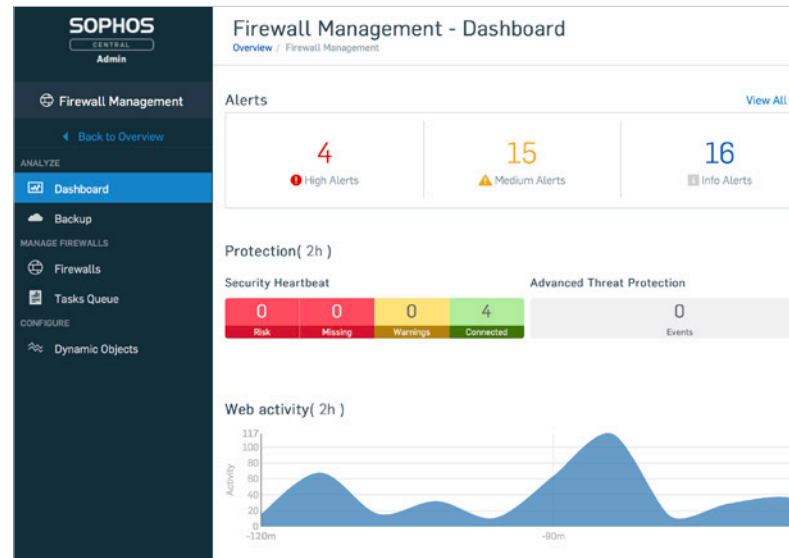 SOPHOS
CENTRAL
Admin
Firewall Management
Back to Overview
ANALYZE
Dashboard
Backup
MANAGE FIREWALLS
Firewalls
Tasks Queue
CONFIGURE
Dynamic Objects
Firewall Management - Dashboard
Overview / Firewall Management
Alerts
View All
4
High Alerts
15
Medium Alerts
16
Info Alerts
Protection( 2h )
Security Heartbeat
Advanced Threat Protection
0
0
0
4
0
Risk
Missing
Warnings
Connected
Events
Web activity( 2h )
117
100
80
60
40
20
0
Activity
-120m
-90m